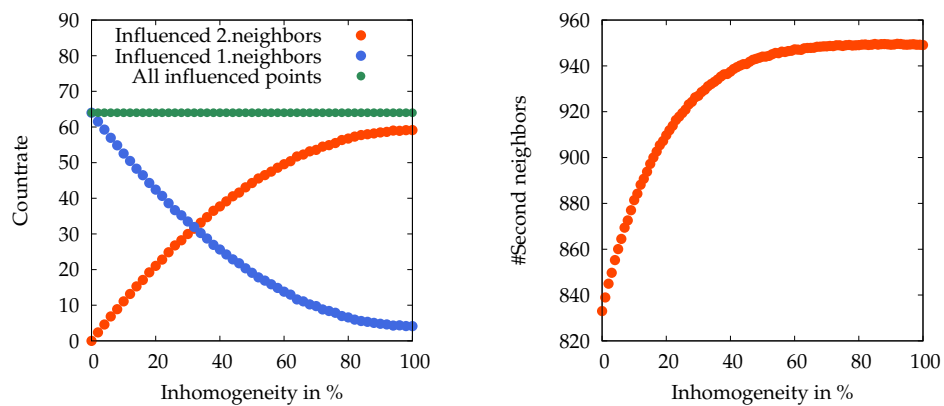 90
80
70
60
50
40
30
20
10
0
Countrate
Influenced 2.neighbors
Influenced 1.neighbors
All influenced points
0 20 40 60 80 100
Inhomogeneity in %
960
940
920
900
880
860
840
820
#Second neighbors
0 20 40 60 80 100
Inhomogeneity in %